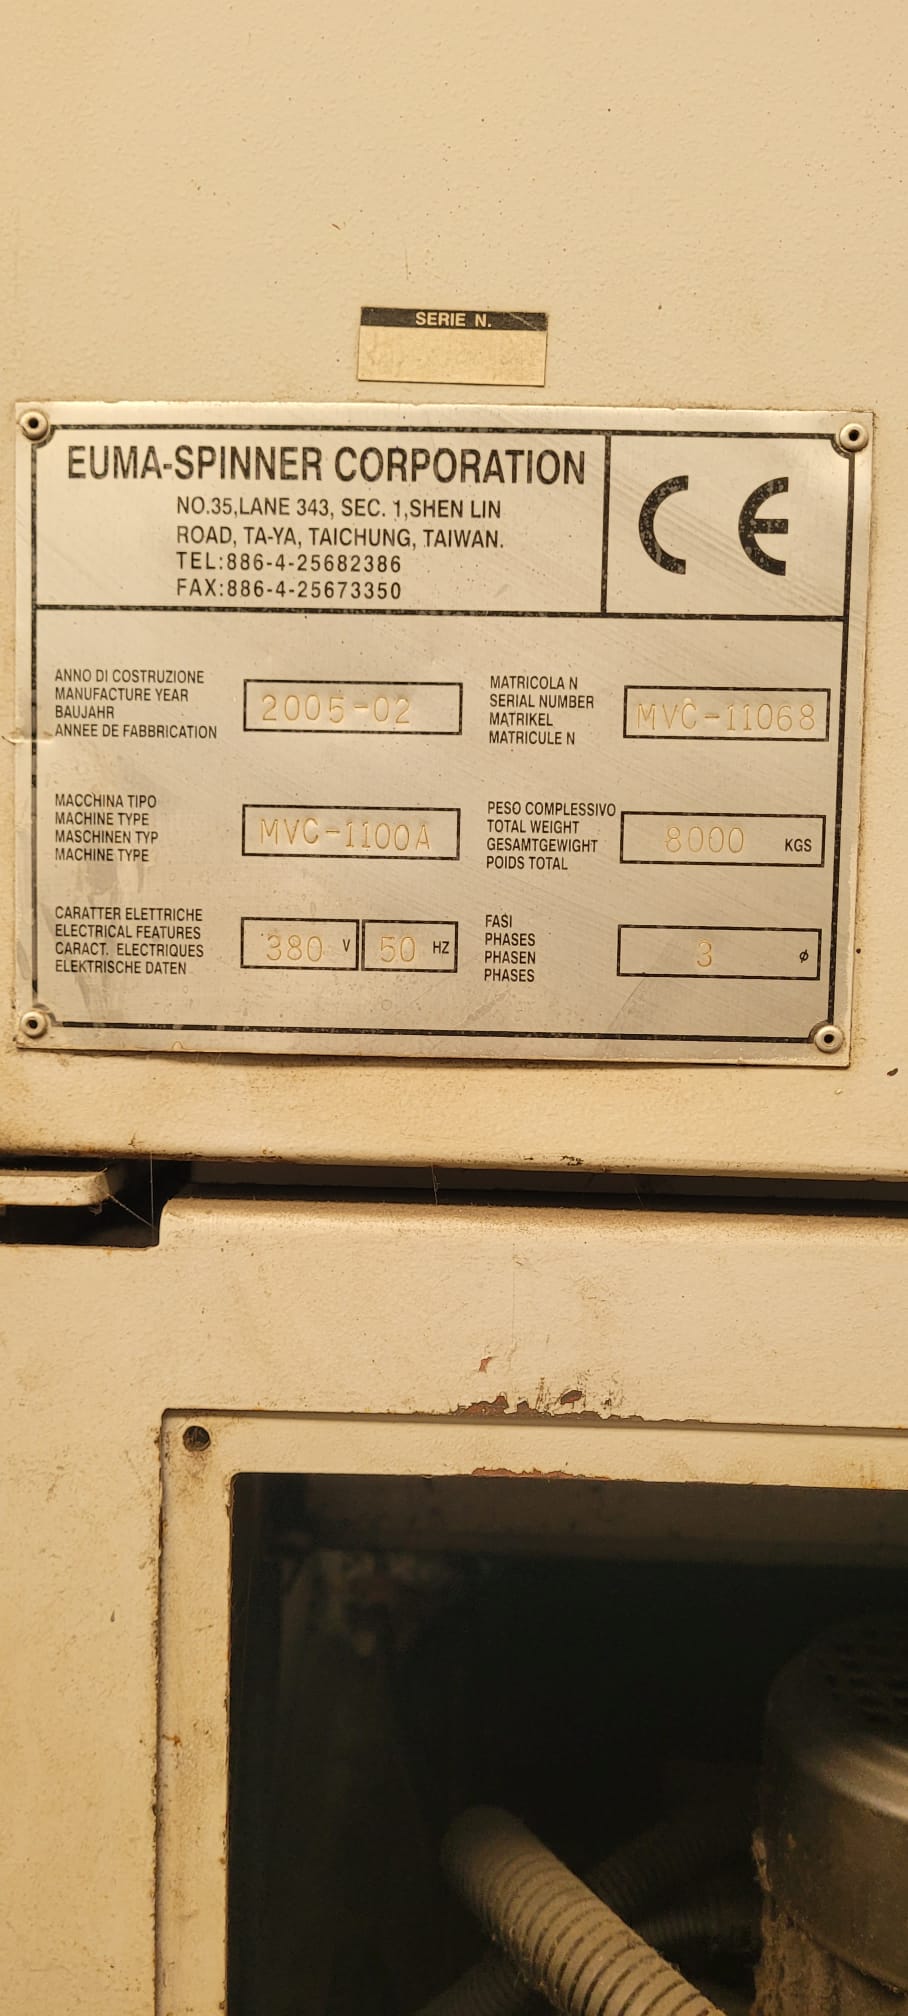 SERIE N.
EUMA-SPINNER CORPORATION
NO.35,LANE 343, SEC. 1,SHEN LIN
ROAD, TA-YA, TAICHUNG, TAIWAN.
TEL:886-4-25682386
FAX:886-4-25673350
CE
ANNO DI COSTRUZIONE
MANUFACTURE YEAR
BAUJAHR
ANNEE DE FABBRICATION
2005-02
MATRICOLA N
SERIAL NUMBER
MATRIKEL
MATRICULE N
MVC-11068
MACCHINA TIPO
MACHINE TYPE
MASCHINEN TYP
MACHINE TYPE
MVC-1100A
PESO COMPLESSIVO
TOTAL WEIGHT
GESAMTGEWIGHT
POIDS TOTAL
8000 KGS
CARATTER ELETTRICHE
ELECTRICAL FEATURES
CARACT. ELECTRIQUES
ELEKTRISCHE DATEN
380 V 50 HZ
FASI
PHASES
PHASEN
PHASES
3 ø